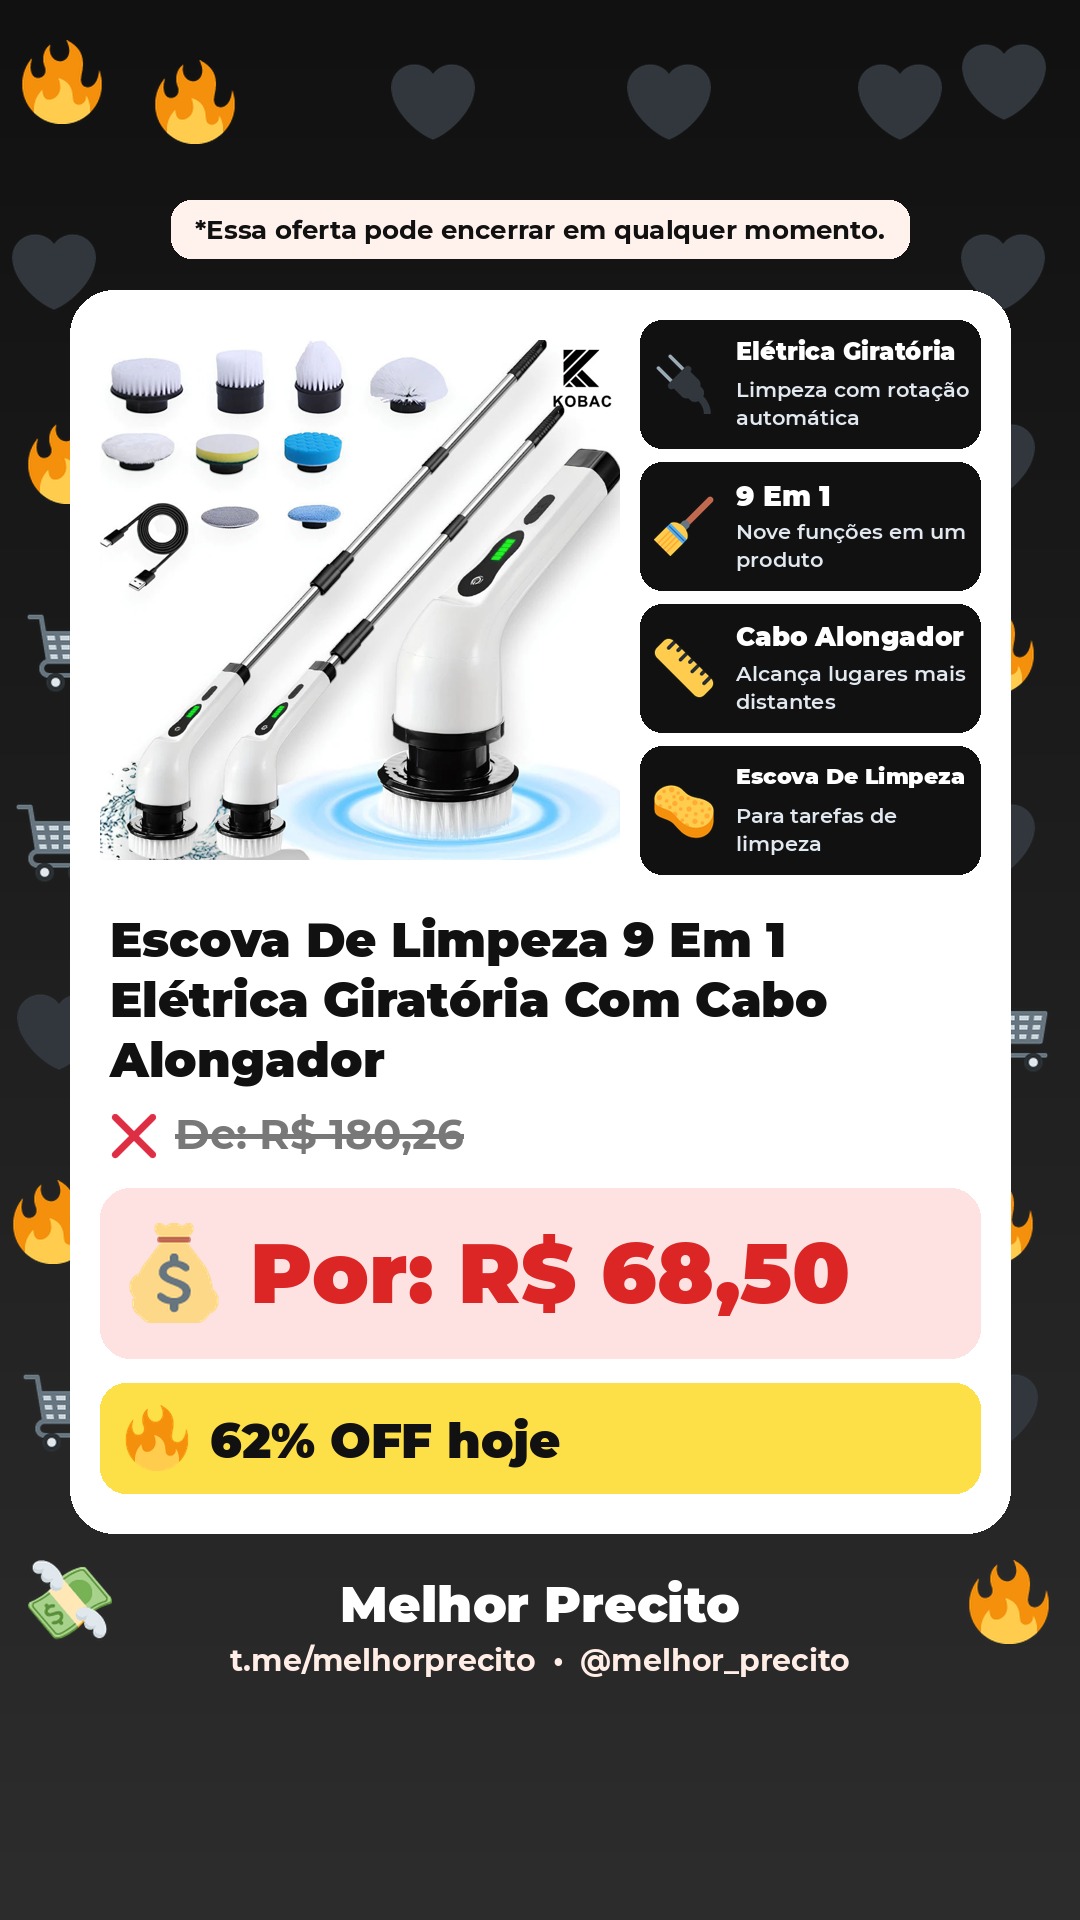 *Essa oferta pode encerrar em qualquer momento.
KOBAC
Elétrica Giratória
Limpeza com rotação
automática
9 Em 1
Nove funções em um
produto
Cabo Alongador
Alcança lugares mais
distantes
Escova De Limpeza
Para tarefas de
limpeza
Escova De Limpeza 9 Em 1
Elétrica Giratória Com Cabo
Alongador
De: R$ 180,26
Por: R$ 68,50
62% OFF hoje
Melhor Precito
t.me/melhorprecito • @melhor_precito